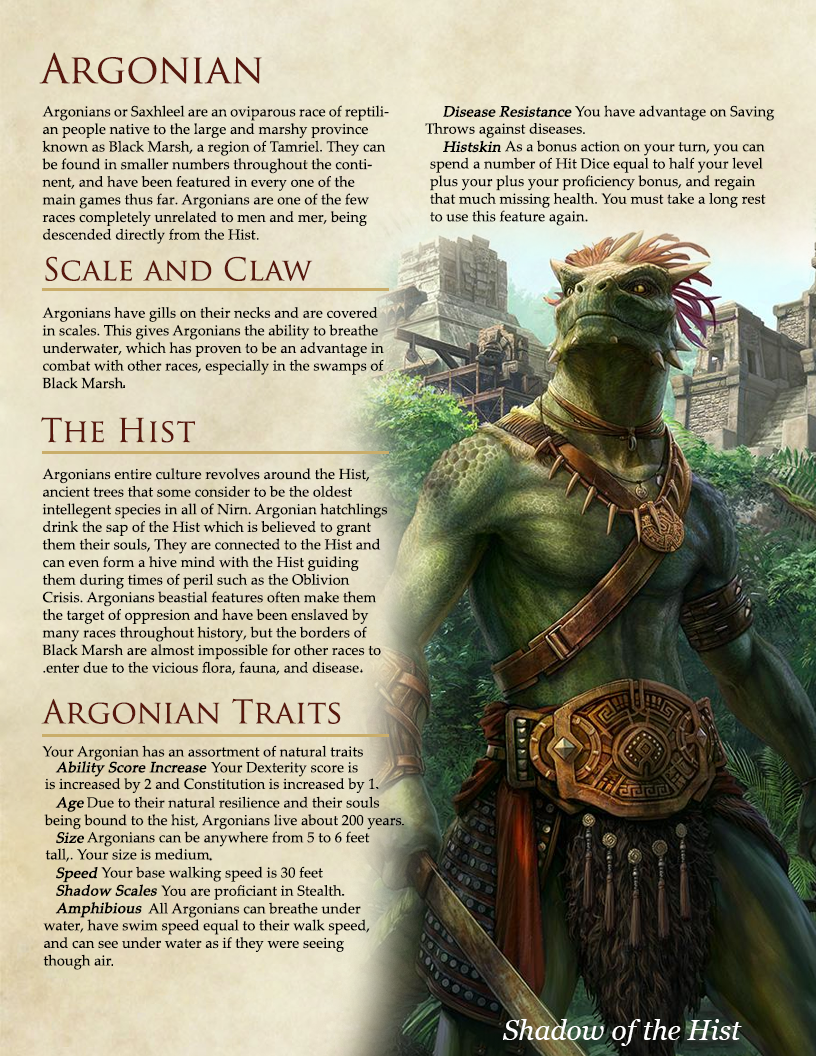 ARGONIAN
Argonians or Saxhleel are an oviparous race of reptili-
an people native to the large and marshy province
known as Black Marsh, a region of Tamriel. They can
be found in smaller numbers throughout the conti-
nent, and have been featured in every one of the
main games thus far. Argonians are one of the few
races completely unrelated to men and mer, being
descended directly from the Hist.
SCALE AND CLAW
Argonians have gills on their necks and are covered
in scales. This gives Argonians the ability to breathe
underwater, which has proven to be an advantage in
combat with other races, especially in the swamps of
Black Marsh.
THE HIST
Argonians entire culture revolves around the Hist,
ancient trees that some consider to be the oldest
intellegent species in all of Nirn. Argonian hatchlings
drink the sap of the Hist which is believed to grant
them their souls, They are connected to the Hist and
can even form a hive mind with the Hist guiding
them during times of peril such as the Oblivion
Crisis. Argonians beastial features often make them
the target of oppresion and have been enslaved by
many races throughout history, but the borders of
Black Marsh are almost impossible for other races to
.enter due to the vicious flora, fauna, and disease.
ARGONIAN TRAITS
Your Argonian has an assortment of natural traits
Ability Score Increase Your Dexterity score is
is increased by 2 and Constitution is increased by 1.
Age Due to their natural resilience and their souls
being bound to the hist, Argonians live about 200 years.
Size Argonians can be anywhere from 5 to 6 feet
tall,. Your size is medium.
Speed Your base walking speed is 30 feet
Shadow Scales You are proficiant in Stealth.
Amphibious All Argonians can breathe under
water, have swim speed equal to their walk speed,
and can see under water as if they were seeing
though air.
Disease Resistance You have advantage on Saving
Throws against diseases.
Histskin As a bonus action on your turn, you can
spend a number of Hit Dice equal to half your level
plus your plus your proficiency bonus, and regain
that much missing health. You must take a long rest
to use this feature again.
Shadow of the Hist